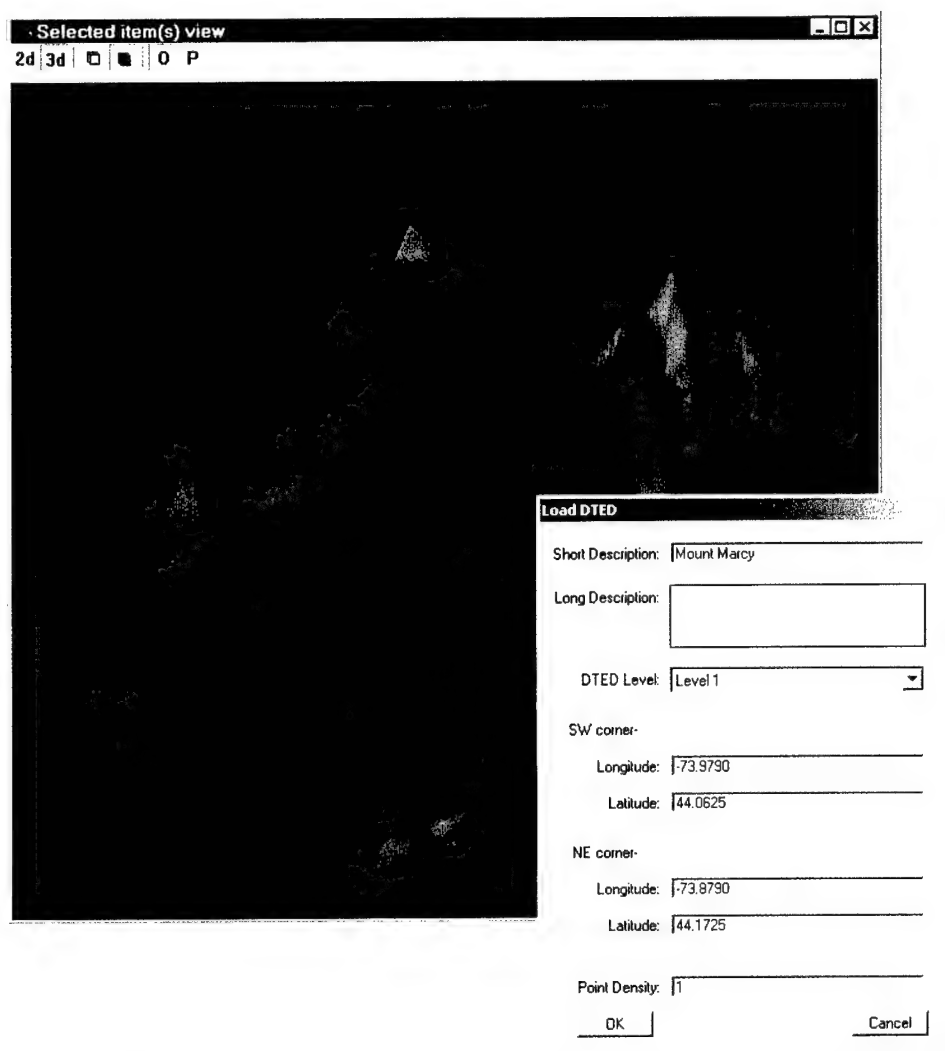 Selected item(s) view
2d 3d O P
Load DTED
Short Description: Mount Marcy
Long Description:
DTED Level: Level 1
SW corner-
Longitude: -73.9790
Latitude: 44.0625
NE corner-
Longitude: -73.8790
Latitude: 44.1725
Point Density: 1
OK Cancel